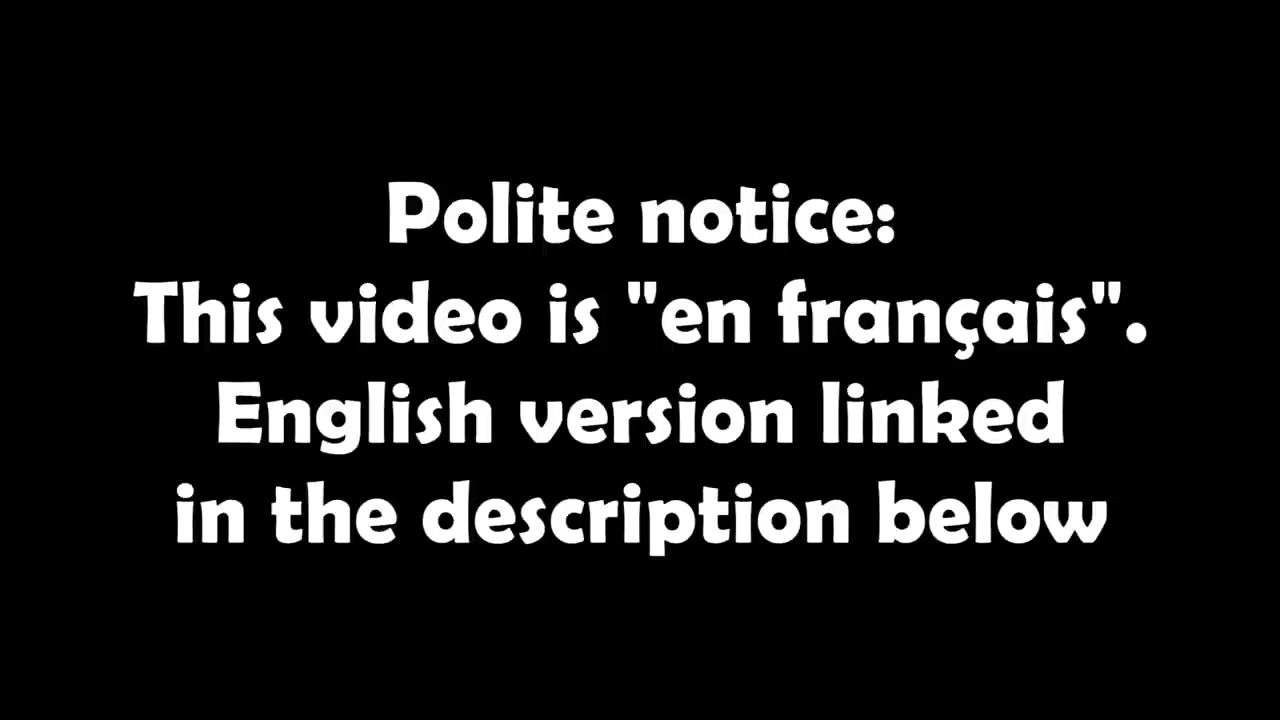 Polite notice:
This video is "en français".
English version linked
in the description below